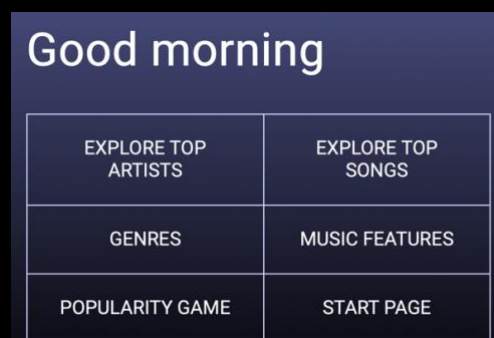 Good morning
EXPLORE TOP
ARTISTS
EXPLORE TOP
SONGS
GENRES
MUSIC FEATURES
POPULARITY GAME
START PAGE